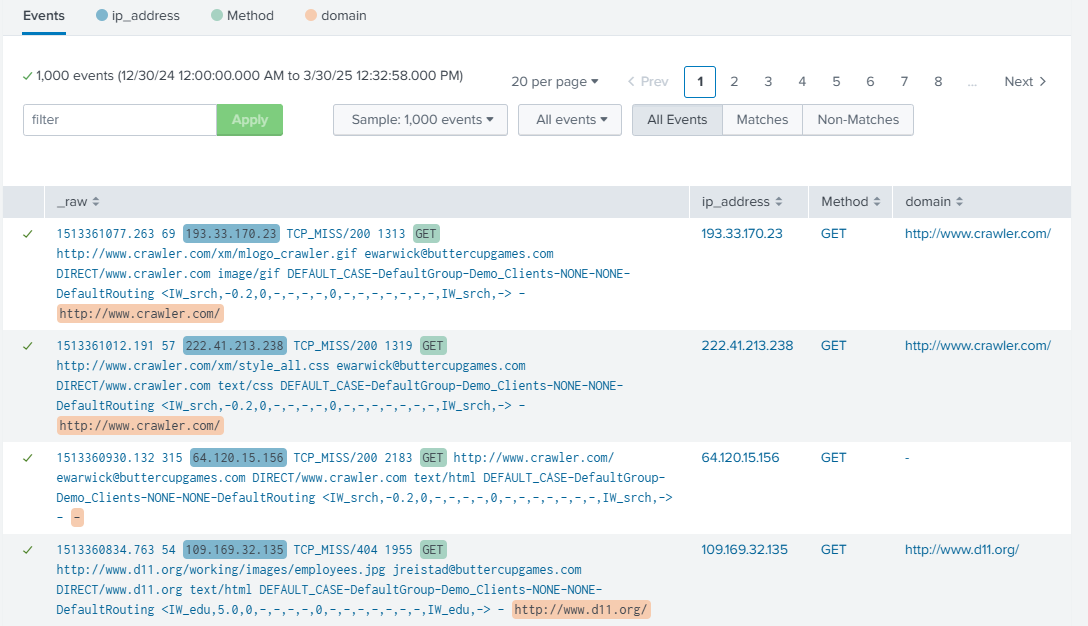 Events ip_address Method domain
1,000 events (12/30/24 12:00:00.000 AM to 3/30/25 12:32:58.000 PM)
20 per page Prev 1 2 3 4 5 6 7 8 ... Next
filter Apply Sample: 1,000 events All events All Events Matches Non-Matches
_raw ip_address Method domain
1513361077.263 69 193.33.170.23 TCP_MISS/200 1313 GET 193.33.170.23 GET http://www.crawler.com/
http://www.crawler.com/xm/mlogo_crawler.gif ewarwick@buttercupgames.com
DIRECT/www.crawler.com image/gif DEFAULT_CASE-DefaultGroup-Demo_Clients-NONE-NONE-
DefaultRouting <IW_srch,-0.2,0,-,-,-,-,0,-,-,-,-,-,-,-,IW_srch,-> -
http://www.crawler.com/
1513361012.191 57 222.41.213.238 TCP_MISS/200 1319 GET 222.41.213.238 GET http://www.crawler.com/
http://www.crawler.com/xm/style_all.css ewarwick@buttercupgames.com
DIRECT/www.crawler.com text/css DEFAULT_CASE-DefaultGroup-Demo_Clients-NONE-NONE-
DefaultRouting <IW_srch,-0.2,0,-,-,-,-,0,-,-,-,-,-,-,-,IW_srch,-> -
http://www.crawler.com/
1513360930.132 315 64.120.15.156 TCP_MISS/200 2183 GET http://www.crawler.com/ 64.120.15.156 GET -
ewarwick@buttercupgames.com DIRECT/www.crawler.com text/html DEFAULT_CASE-DefaultGroup-
Demo_Clients-NONE-NONE-DefaultRouting <IW_srch,-0.2,0,-,-,-,-,0,-,-,-,-,-,-,-,IW_srch,->
- -
1513360834.763 54 109.169.32.135 TCP_MISS/404 1955 GET 109.169.32.135 GET http://www.d11.org/
http://www.d11.org/working/images/employees.jpg jreistad@buttercupgames.com
DIRECT/www.d11.org text/html DEFAULT_CASE-DefaultGroup-Demo_Clients-NONE-NONE-
DefaultRouting <IW_edu,5.0,0,-,-,-,-,0,-,-,-,-,-,-,-,IW_edu,-> - http://www.d11.org/